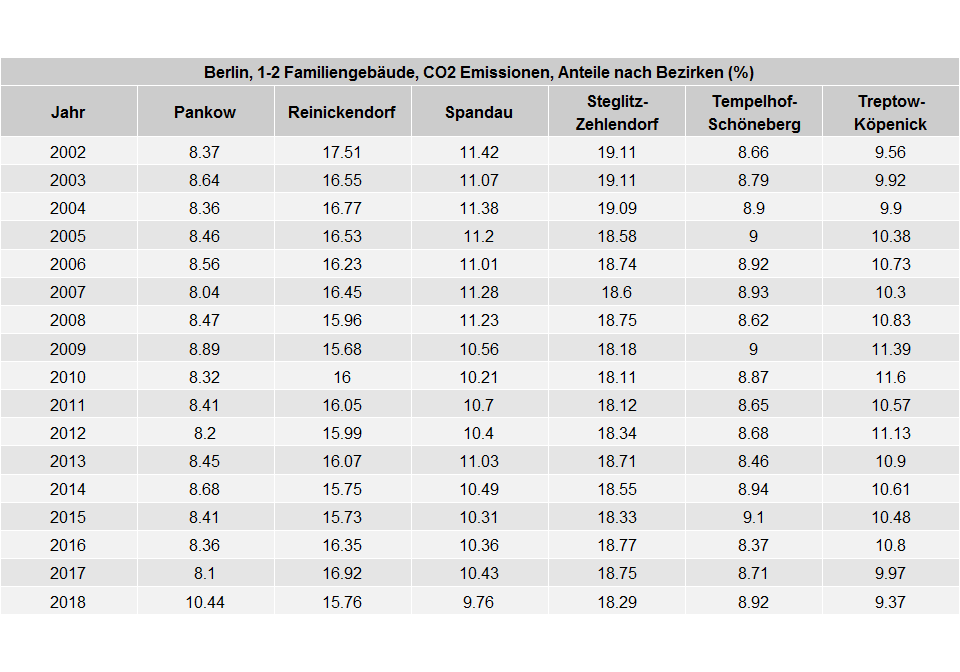 Berlin, 1-2 Familiengebäude, CO2 Emissionen, Anteile nach Bezirken (%)
Jahr Pankow Reinickendorf Spandau Steglitz-Zehlendorf Tempelhof-Schöneberg Treptow-Köpenick
2002 8.37 17.51 11.42 19.11 8.66 9.56
2003 8.64 16.55 11.07 19.11 8.79 9.92
2004 8.36 16.77 11.38 19.09 8.9 9.9
2005 8.46 16.53 11.2 18.58 9 10.38
2006 8.56 16.23 11.01 18.74 8.92 10.73
2007 8.04 16.45 11.28 18.6 8.93 10.3
2008 8.47 15.96 11.23 18.75 8.62 10.83
2009 8.89 15.68 10.56 18.18 9 11.39
2010 8.32 16 10.21 18.11 8.87 11.6
2011 8.41 16.05 10.7 18.12 8.65 10.57
2012 8.2 15.99 10.4 18.34 8.68 11.13
2013 8.45 16.07 11.03 18.71 8.46 10.9
2014 8.68 15.75 10.49 18.55 8.94 10.61
2015 8.41 15.73 10.31 18.33 9.1 10.48
2016 8.36 16.35 10.36 18.77 8.37 10.8
2017 8.1 16.92 10.43 18.75 8.71 9.97
2018 10.44 15.76 9.76 18.29 8.92 9.37